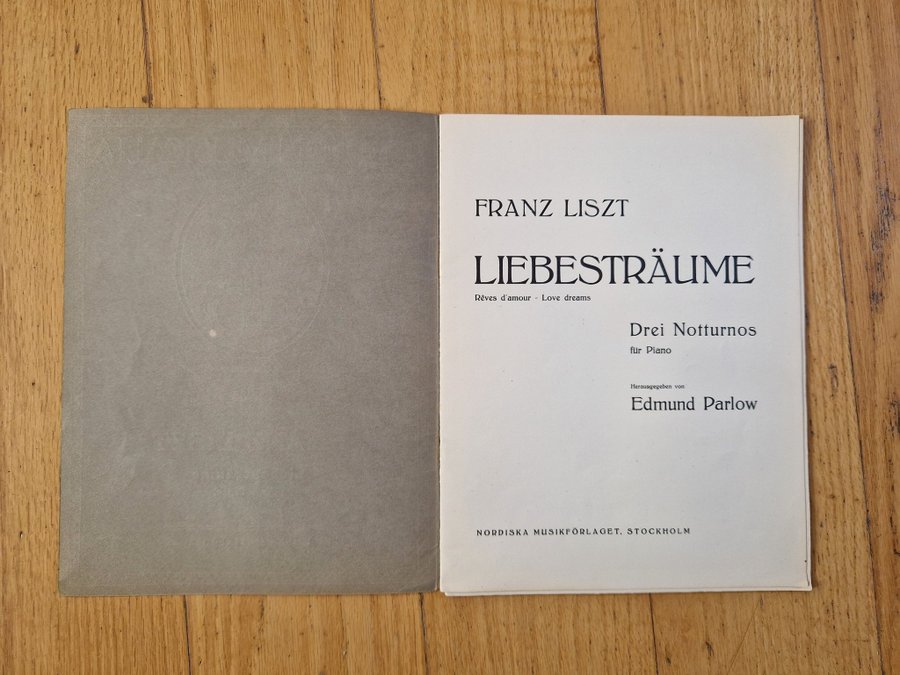 FRANZ LISZT
LIEBESTRÄUME
Rêves d'amour - Love dreams
Drei Notturnos
für Piano
Herausgegeben von
Edmund Parlow
NORDISKA MUSIKFÖRLAGET, STOCKHOLM